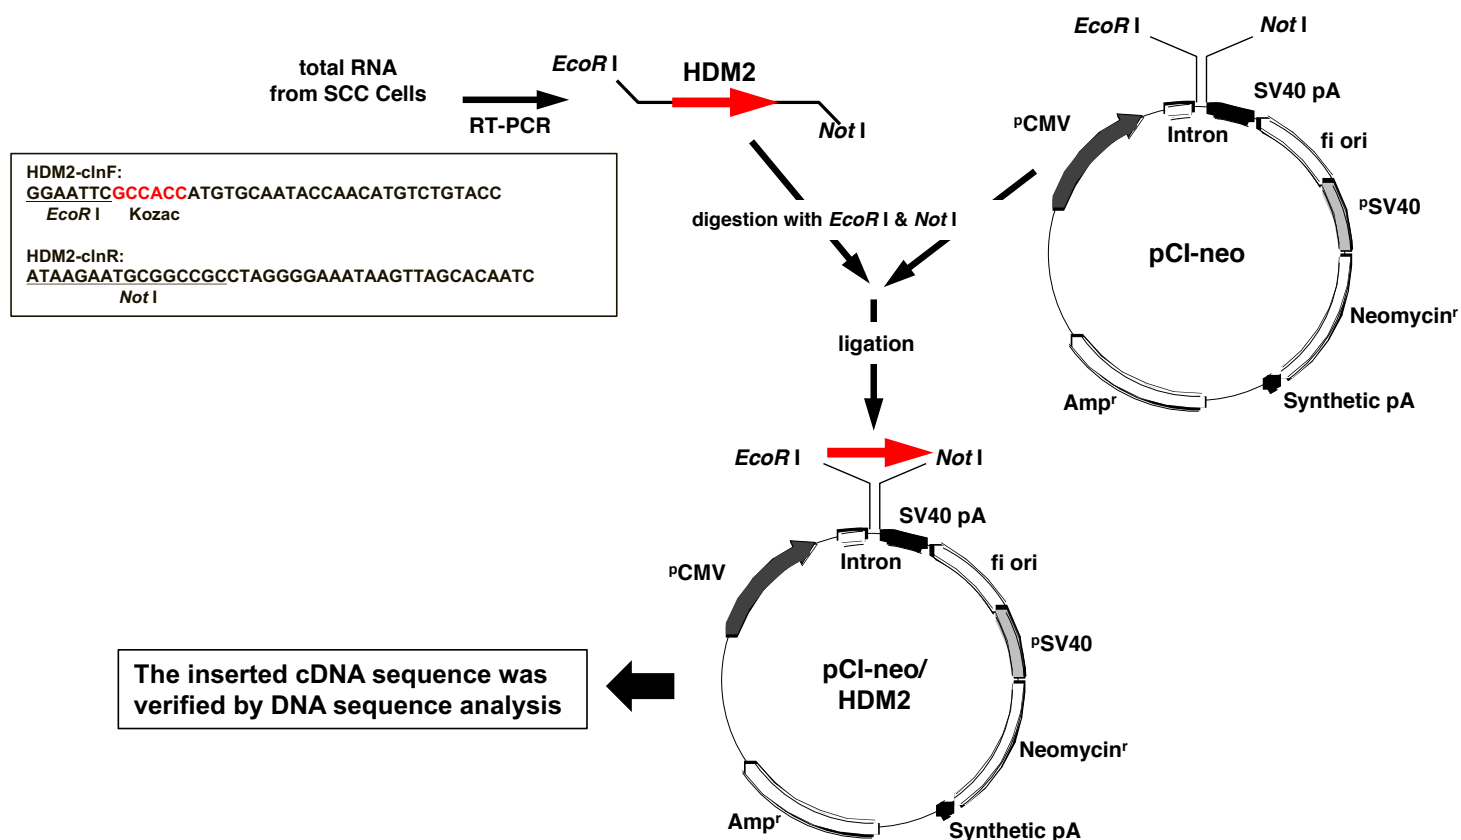 total RNA
from SCC Cells
RT-PCR
EcoR I
HDM2
Not I
EcoR I
Not I
SV40 pA
pCMV
Intron
fi ori
pSV40
pCI-neo
Neomycinr
Synthetic pA
Ampr
HDM2-clnF:
GGAATTCGCCACCATGTGCAATACCAACATGTCTGTACC
EcoR I
Kozac
HDM2-clnR:
ATAAGAATGCGGCCGCCTAGGGGAAATAAGTTAGCACAATC
Not I
digestion with EcoR I & Not I
ligation
EcoR I
Not I
SV40 pA
pCMV
Intron
fi ori
pSV40
pCI-neo/
HDM2
Neomycinr
Synthetic pA
Ampr
The inserted cDNA sequence was
verified by DNA sequence analysis